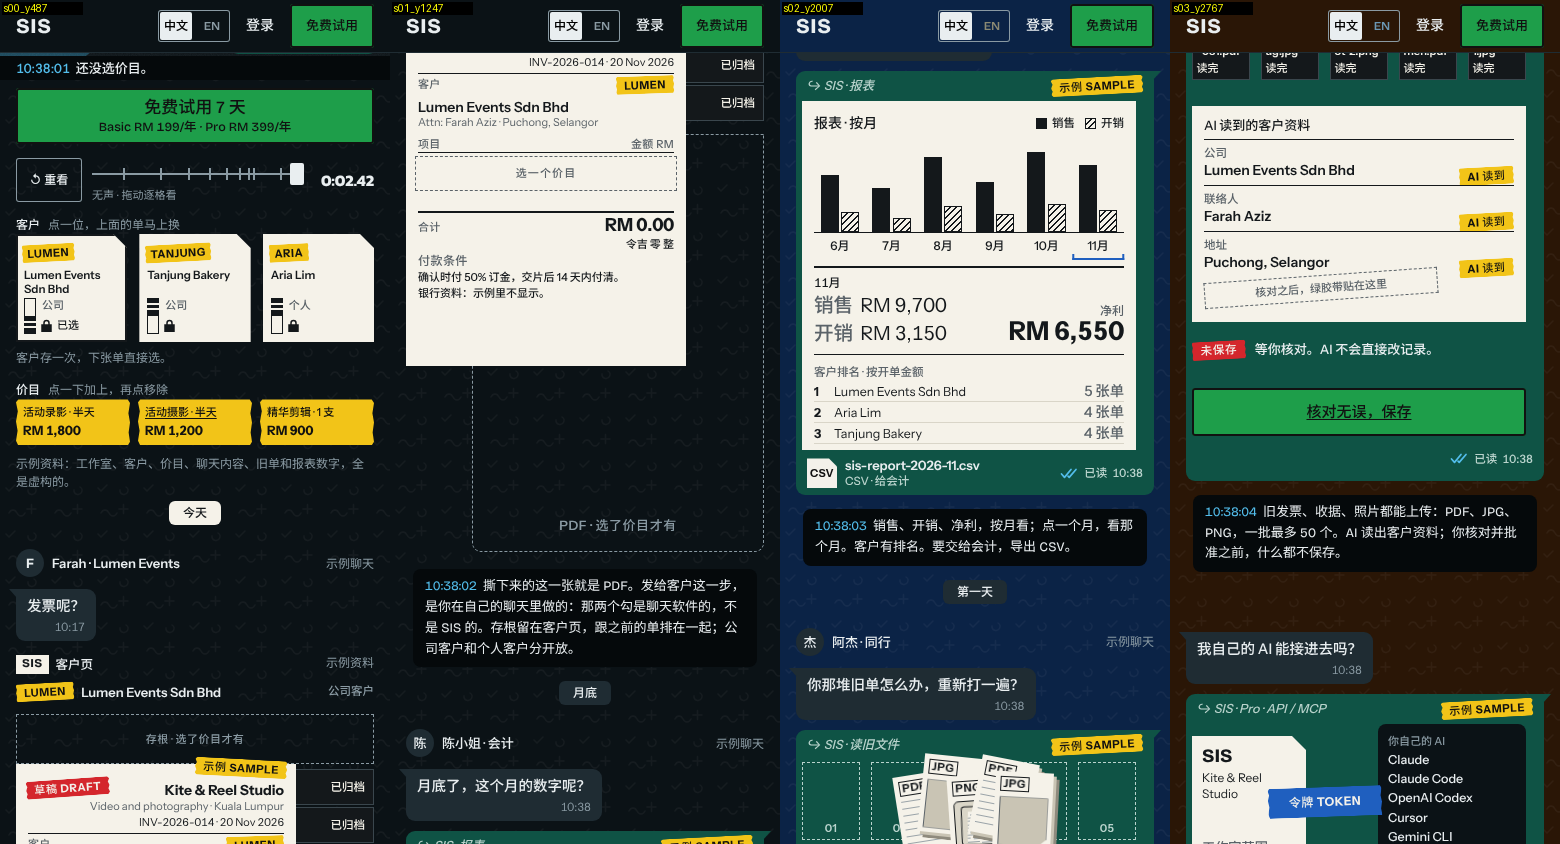 s00_y487
SIS
中文 EN
登录
免费试用
10:38:01 还没选价目。
免费试用 7 天
Basic RM 199/年 · Pro RM 399/年
重看
0:02.42
无声 · 拖动逐格看
客户 点一位，上面的单马上换
LUMEN
Lumen Events
Sdn Bhd
公司
已选
TANJUNG
Tanjung Bakery
公司
ARIA
Aria Lim
个人
客户存一次，下张单直接选。
价目 点一下加上，再点移除
活动录影 · 半天
RM 1,800
活动摄影 · 半天
RM 1,200
精华剪辑 · 1 支
RM 900
示例资料：工作室、客户、价目、聊天内容、旧单和报表数字，全
是虚构的。
今天
F
Farah · Lumen Events
示例聊天
发票呢？
10:17
SIS 客户页
示例资料
LUMEN Lumen Events Sdn Bhd
公司客户
存根 · 选了价目才有
示例 SAMPLE
草稿 DRAFT
Kite & Reel Studio
Video and photography · Kuala Lumpur
INV-2026-014 · 20 Nov 2026
客户
LUMEN
已归档
已归档
s01_y1247
SIS
中文 EN
登录
免费试用
INV-2026-014 · 20 Nov 2026
客户
LUMEN
Lumen Events Sdn Bhd
Attn: Farah Aziz · Puchong, Selangor
项目
金额 RM
选一个价目
合计
RM 0.00
令吉零整
付款条件
确认时付 50% 订金，交片后 14 天内付清。
银行资料：示例里不显示。
已归档
已归档
PDF · 选了价目才有
10:38:02 撕下来的这一张就是 PDF。发给客户这一步，
是你在自己的聊天里做的：那两个勾是聊天软件的，不
是 SIS 的。存根留在客户页，跟之前的单排在一起；公
司客户和个人客户分开放。
月底
陈
陈小姐 · 会计
示例聊天
月底了，这个月的数字呢？
10:38
SIS · 报表
示例 SAMPLE
s02_y2007
SIS
中文 EN
登录
免费试用
SIS · 报表
示例 SAMPLE
报表 · 按月
销售
开销
6月
7月
8月
9月
10月
11月
11月
销售 RM 9,700
开销 RM 3,150
净利
RM 6,550
客户排名 · 按开单金额
1 Lumen Events Sdn Bhd 5 张单
2 Aria Lim 4 张单
3 Tanjung Bakery 4 张单
CSV
sis-report-2026-11.csv
CSV · 给会计
已读 10:38
10:38:03 销售、开销、净利，按月看；点一个月，看那
个月。客户有排名。要交给会计，导出 CSV。
第一天
杰
阿杰 · 同行
示例聊天
你那堆旧单怎么办，重新打一遍？
10:38
SIS · 读旧文件
示例 SAMPLE
JPG
PNG
JPG
01
05
s03_y2767
SIS
中文 EN
登录
免费试用
读完
读完
读完
读完
读完
AI 读到的客户资料
公司
Lumen Events Sdn Bhd
AI 读到
联络人
Farah Aziz
AI 读到
地址
Puchong, Selangor
AI 读到
核对之后，绿胶带贴在这里
未保存
等你核对。AI 不会直接改记录。
核对无误，保存
已读 10:38
10:38:04 旧发票、收据、照片都能上传：PDF、JPG、
PNG，一批最多 50 个。AI 读出客户资料；你核对并批
准之前，什么都不保存。
我自己的 AI 能接进去吗？
10:38
SIS · Pro · API / MCP
示例 SAMPLE
SIS
Kite & Reel
Studio
令牌 TOKEN
你自己的 AI
Claude
Claude Code
OpenAI Codex
Cursor
Gemini CLI